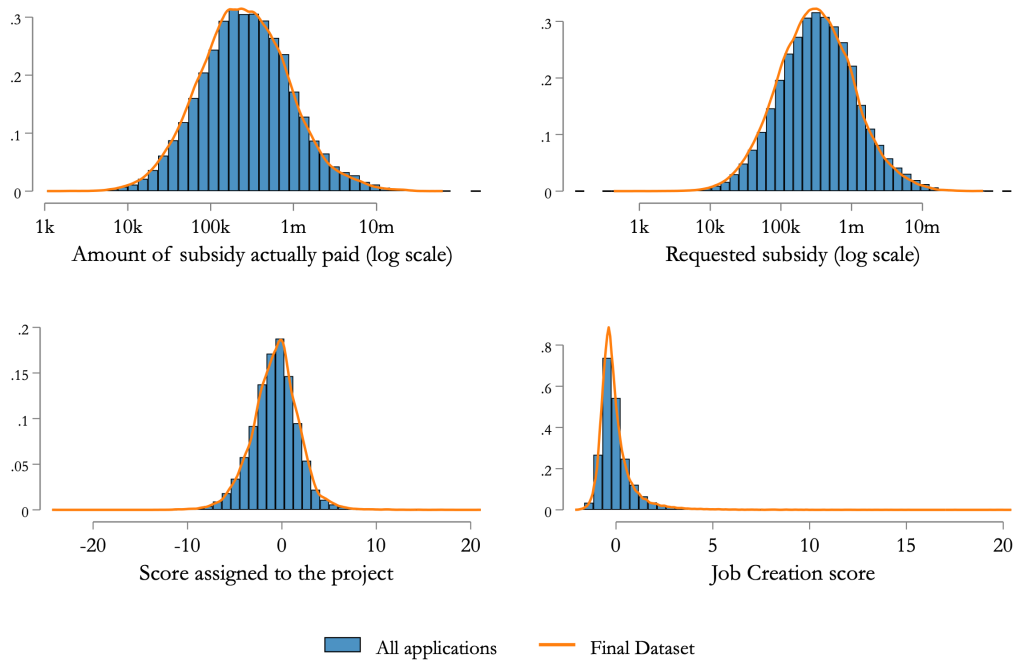 .3
.2
.1
0
1k 10k 100k 1m 10m
Amount of subsidy actually paid (log scale)
.3
.2
.1
0
1k 10k 100k 1m 10m
Requested subsidy (log scale)
.2
.15
.1
.05
0
-20 -10 0 10 20
Score assigned to the project
.8
.6
.4
.2
0
0 5 10 15 20
Job Creation score
All applications Final Dataset